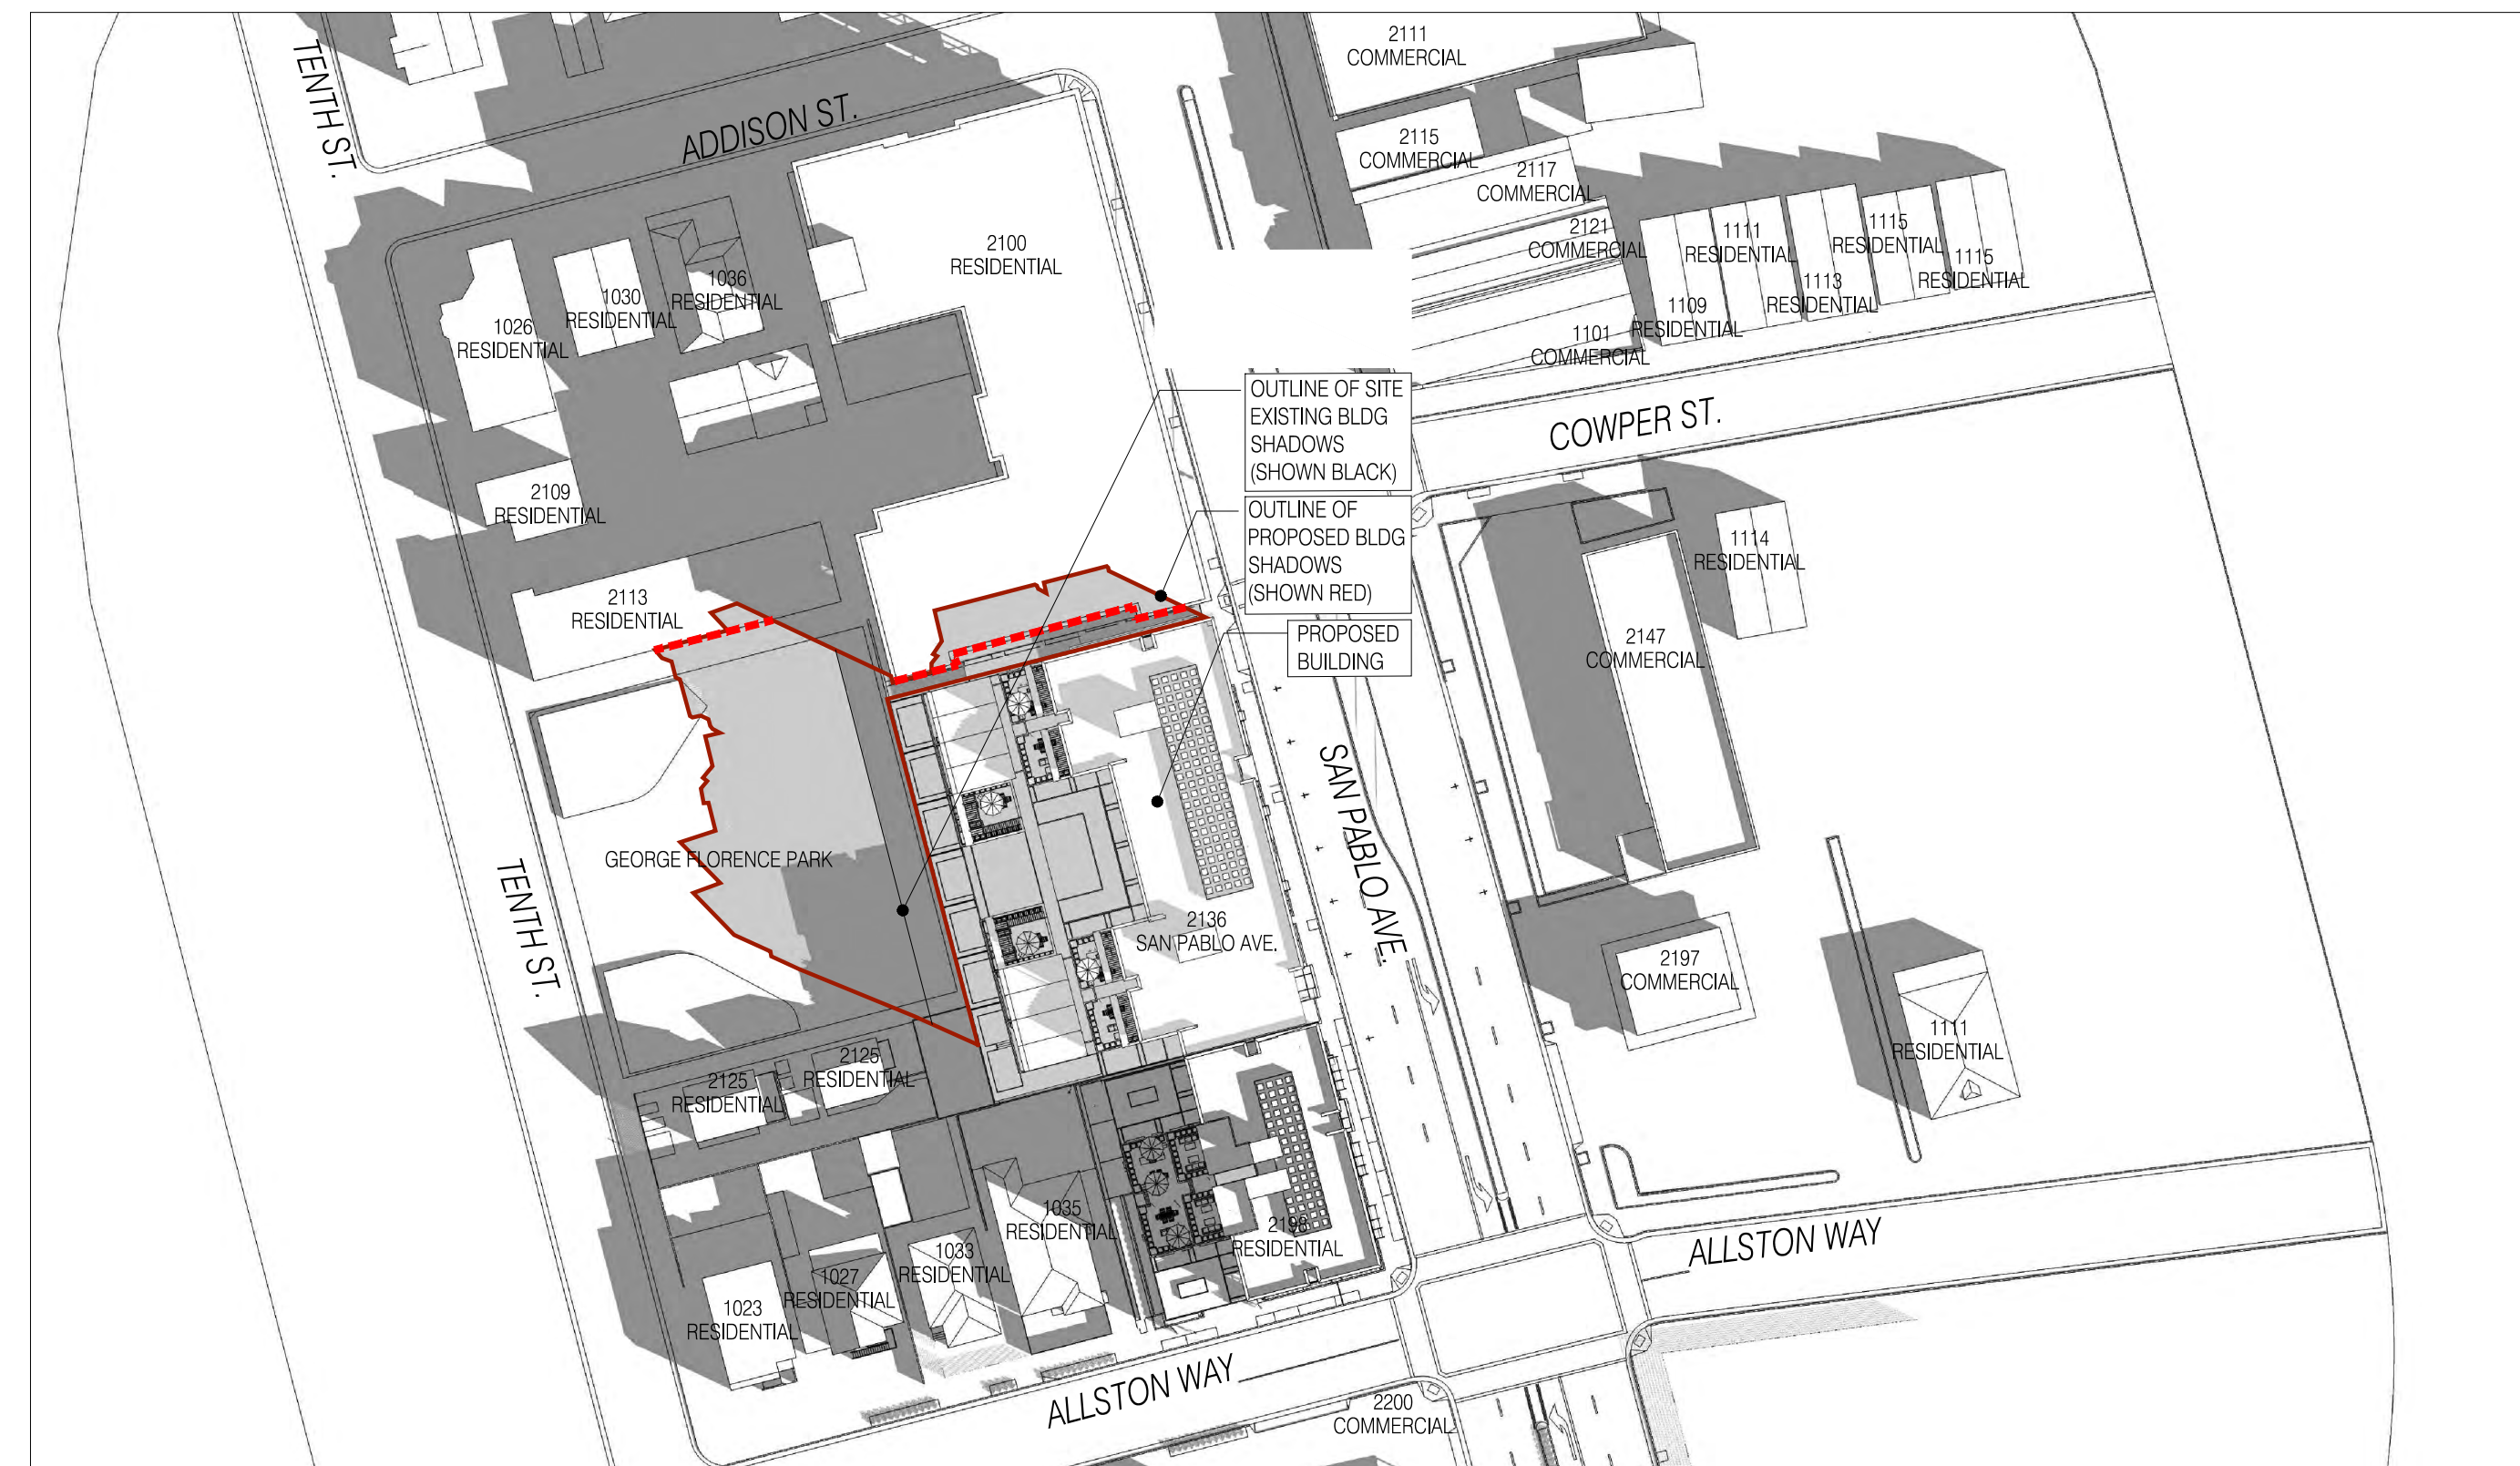 2111
COMMERCIAL
TENTH ST.
ADDISON ST.
2115
COMMERCIAL
2117
COMMERCIAL
2100
RESIDENTIAL
2121
COMMERCIAL
1111
RESIDENTIAL
1115
RESIDENTIAL
1115
RESIDENTIAL
1036
RESIDENTIAL
1030
RESIDENTIAL
1026
RESIDENTIAL
1113
RESIDENTIAL
1109
RESIDENTIAL
1101
COMMERCIAL
OUTLINE OF SITE
EXISTING BLDG
SHADOWS
(SHOWN BLACK)
COWPER ST.
2109
RESIDENTIAL
OUTLINE OF
PROPOSED BLDG
SHADOWS
(SHOWN RED)
1114
RESIDENTIAL
2113
RESIDENTIAL
PROPOSED
BUILDING
2147
COMMERCIAL
SAN PABLO AVE.
GEORGE FLORENCE PARK
TENTH ST.
2136
SAN PABLO AVE.
2197
COMMERCIAL
1111
RESIDENTIAL
2125
RESIDENTIAL
2125
RESIDENTIAL
1035
RESIDENTIAL
2198
RESIDENTIAL
1033
RESIDENTIAL
1027
RESIDENTIAL
1023
RESIDENTIAL
ALLSTON WAY
ALLSTON WAY
2200
COMMERCIAL